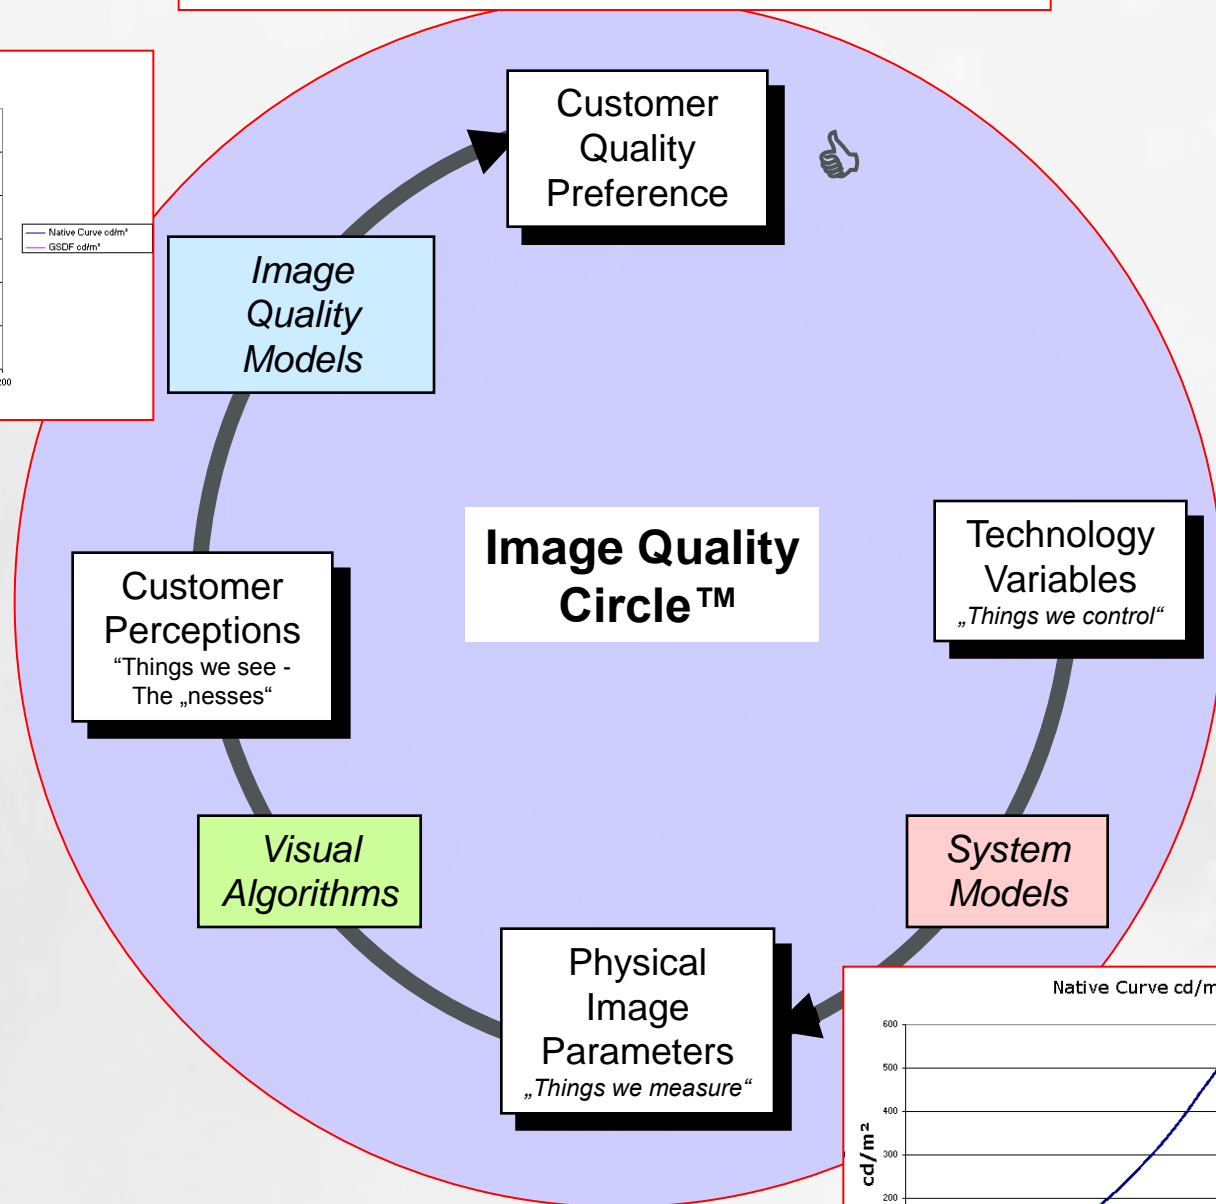 Customer
Quality
Preference
Native Curve cd/m²
GSDF cd/m²
Image
Quality
Models
Image Quality
Circle™
Technology
Variables
„Things we control“
Customer
Perceptions
“Things we see -
The „nesses“
Visual
Algorithms
System
Models
Physical
Image
Parameters
„Things we measure“
Native Curve cd/m
600
500
400
300
200
cd/m²